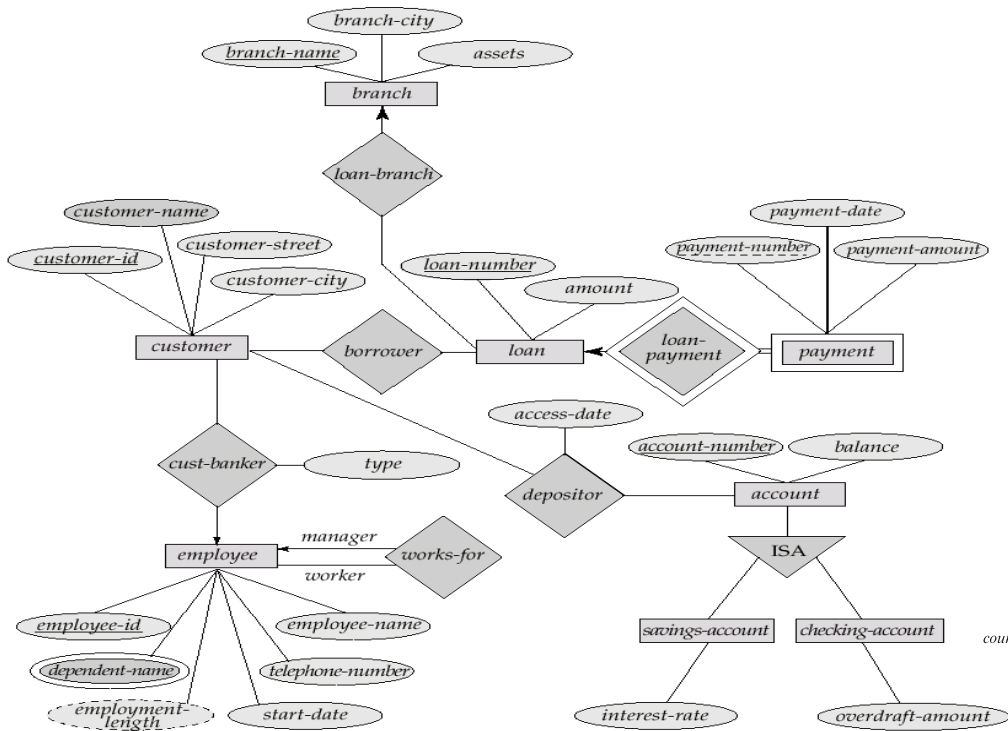 branch-city
branch-name
assets
branch
loan-branch
customer-name
customer-street
customer-id
customer-city
payment-date
payment-number
payment-amount
loan-number
amount
customer
borrower
loan
loan-
payment
payment
access-date
account-number
balance
cust-banker
type
depositor
account
manager
employee
works-for
worker
ISA
employee-id
employee-name
savings-account
checking-account
dependent-name
telephone-number
employment-
length
start-date
interest-rate
overdraft-amount
cour